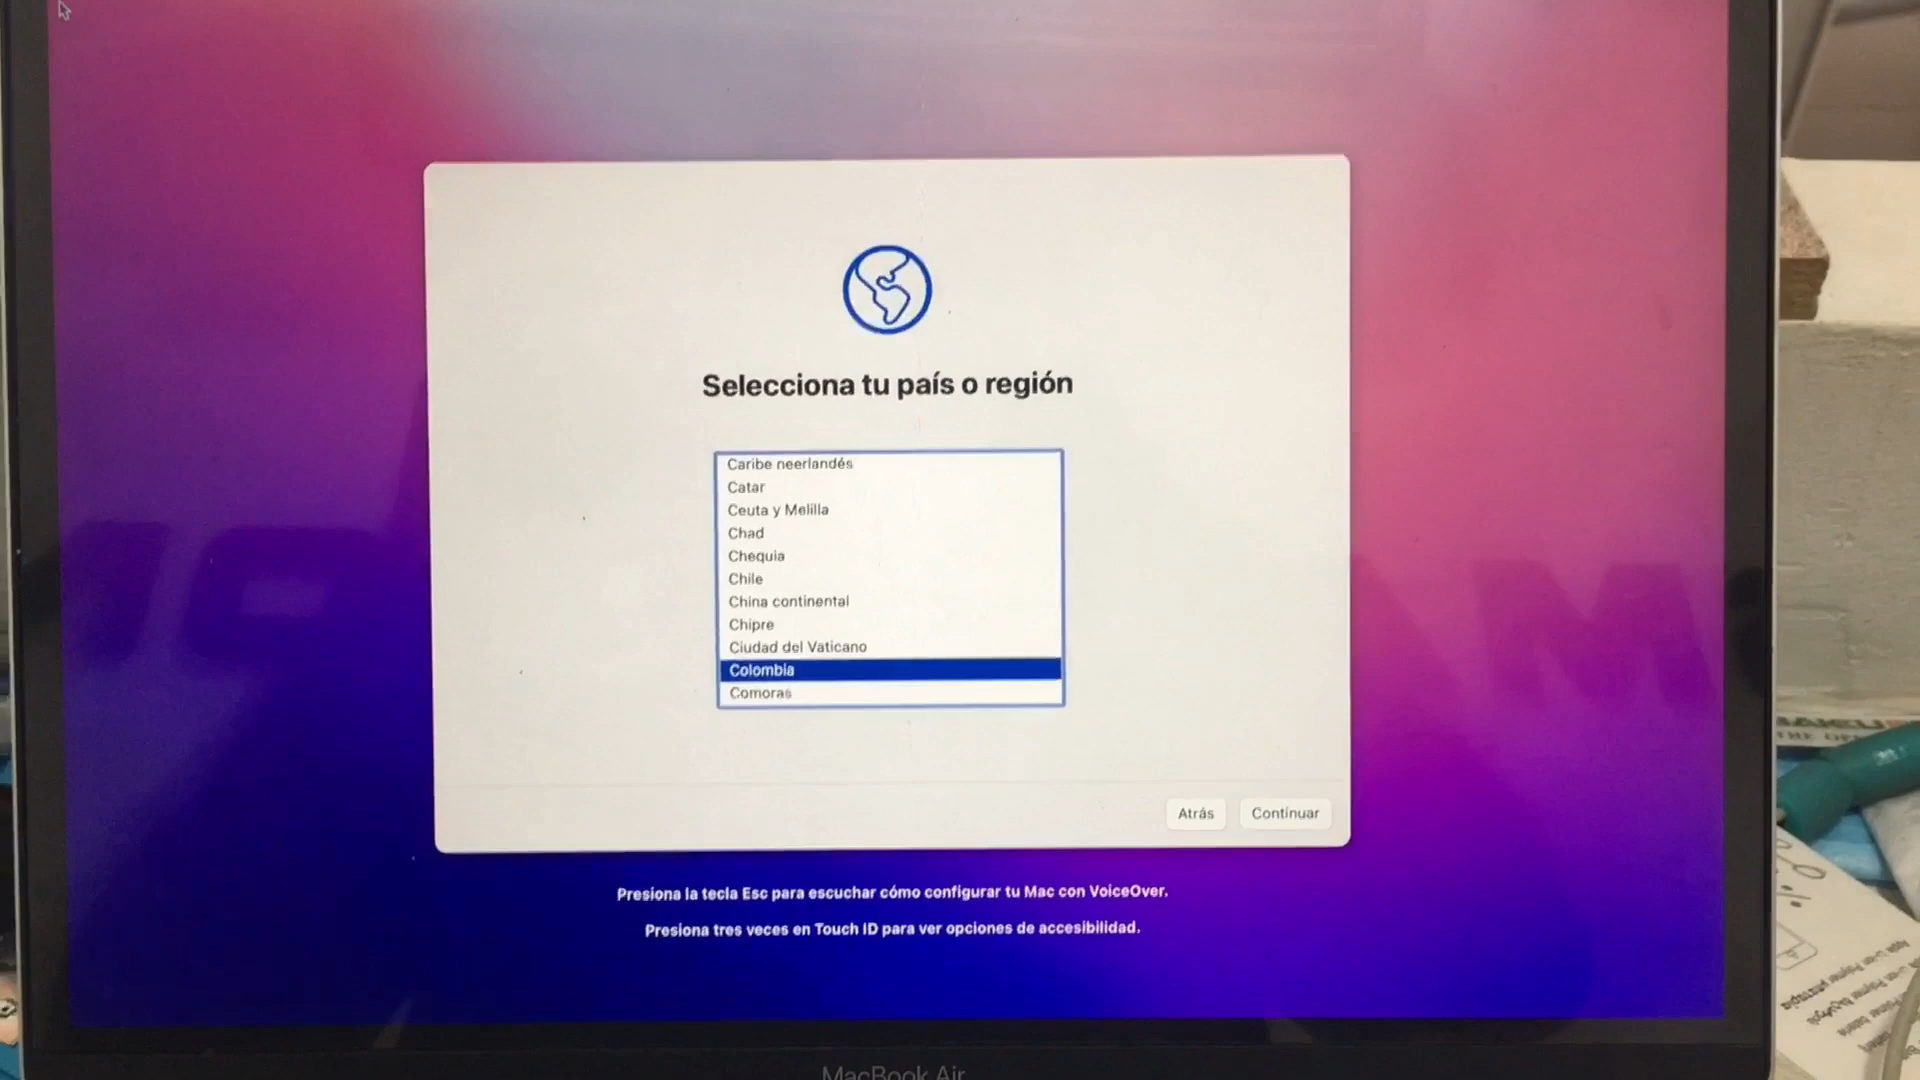 Selecciona tu país o región
Caribe neerlandés
Catar
Ceuta y Melilla
Chad
Chequia
Chile
China continental
Chipre
Ciudad del Vaticano
Colombia
Comoras
Atrás
Continuar
Presiona la tecla Esc para escuchar cómo configurar tu Mac con VoiceOver.
Presiona tres veces en Touch ID para ver opciones de accesibilidad.
MacBook Air